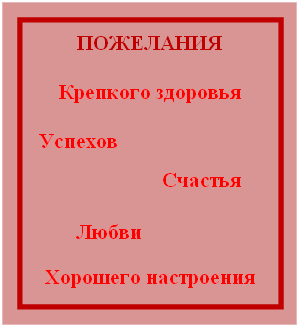 ПОЖЕЛАНИЯ
Крепкого здоровья
Успехов
Счастья
Любви
Хорошего настроения